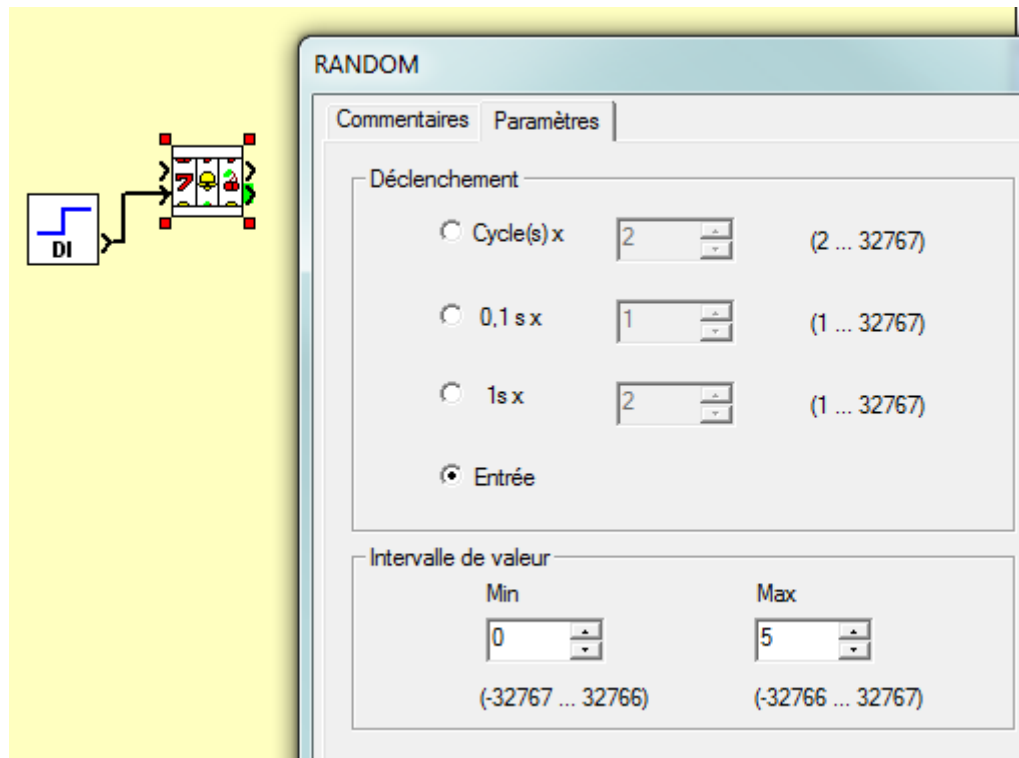 RANDOM
Commentaires Paramètres
Déclenchement
Cycle(s) x 2 (2 ... 32767)
0,1 s x 1 (1 ... 32767)
1s x 2 (1 ... 32767)
Entrée
DI
Intervalle de valeur
Min Max
0 5
(-32767 ... 32766) (-32766 ... 32767)